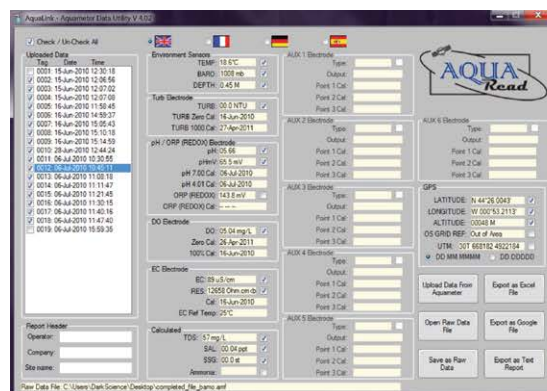 AquaLink - Aquameter Data Utility V 4.02
Check / Un-Check All
Uploaded Data
Tag Date Time
0001: 15-Jun-2010 12:30:18
0002: 15-Jun-2010 12:06:56
0003: 16-Jun-2010 12:07:02
0004: 16-Jun-2010 12:07:08
0005: 16-Jun-2010 11:58:45
0006: 16-Jun-2010 14:59:27
0007: 16-Jun-2010 15:05:43
0008: 16-Jun-2010 15:10:18
0009: 16-Jun-2010 15:14:59
0010: 28-Jun-2010 12:44:24
0011: 06-Jul-2010 10:30:55
0012: 06-Jul-2010 10:45:11
0013: 06-Jul-2010 11:08:18
0014: 06-Jul-2010 11:11:47
0015: 06-Jul-2010 11:21:45
0016: 06-Jul-2010 11:30:15
0017: 06-Jul-2010 11:40:16
0018: 06-Jul-2010 11:47:40
0019: 06-Jul-2010 15:59:35
Report Header
Operator:
Company:
Site name:
Environment Sensors
TEMP: 18.6°C
BARO: 1008 mb
DEPTH: 0.45 M
Turb Electrode
TURB: 00.0 NTU
TURB Zero Cal: 16-Jun-2010
TURB 1000 Cal: 27-Apr-2011
pH / ORP (REDOX) Electrode
pH: 05.66
pHmV: 65.5 mV
pH 7.00 Cal: 06-Jul-2010
pH 4.01 Cal: 06-Jul-2010
ORP (REDOX): 143.8 mV
ORP (REDOX) Cal: -- -- --
DO Electrode
DO: 05.04 mg/L
Zero Cal: 26-Apr-2011
100% Cal: 16-Jun-2010
EC Electrode
EC: 89 uS/cm
RES: 12658 Ohm.cm
Cal: 16-Jun-2010
EC Ref Temp: 25°C
Calculated
TDS: 57 mg/L
SAL: 00.04 ppt
SSG: 00.0 st
Ammonia:
AUX 1 Electrode
Type:
Output:
Point 1 Cal:
Point 2 Cal:
Point 3 Cal:
AUX 2 Electrode
Type:
Output:
Point 1 Cal:
Point 2 Cal:
Point 3 Cal:
AUX 3 Electrode
Type:
Output:
Point 1 Cal:
Point 2 Cal:
Point 3 Cal:
AUX 4 Electrode
Type:
Output:
Point 1 Cal:
Point 2 Cal:
Point 3 Cal:
AUX 5 Electrode
Type:
Output:
Point 1 Cal:
Point 2 Cal:
Point 3 Cal:
AQUA
Read
AUX 6 Electrode
Type:
Output:
Point 1 Cal:
Point 2 Cal:
Point 3 Cal:
GPS
LATITUDE: N 44°26.0043'
LONGITUDE: W 000°53.2113'
ALTITUDE: 00048 M
OS GRID REF: Out of Area
UTM: 30T 668182 4922184
DD MM.MMMM DD.DDDDD
Upload Data From Aquameter
Export as Excel File
Open Raw Data File
Export as Google File
Save as Raw Data
Export as Text Report
Raw Data File: C:\Users\DarkScience\Desktop\completed_file_bamo.amf